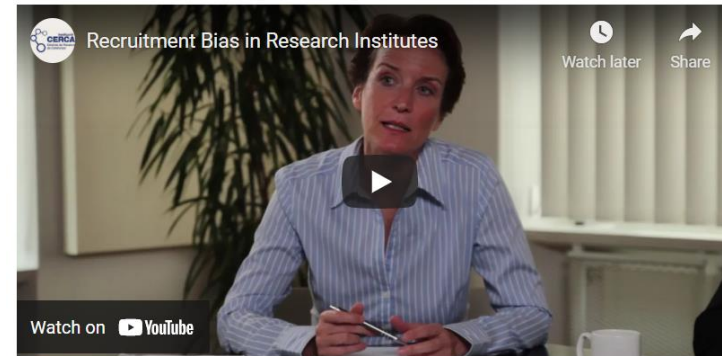 Recruitment Bias in Research Institutes
CERCA
Watch later
Share
Watch on YouTube